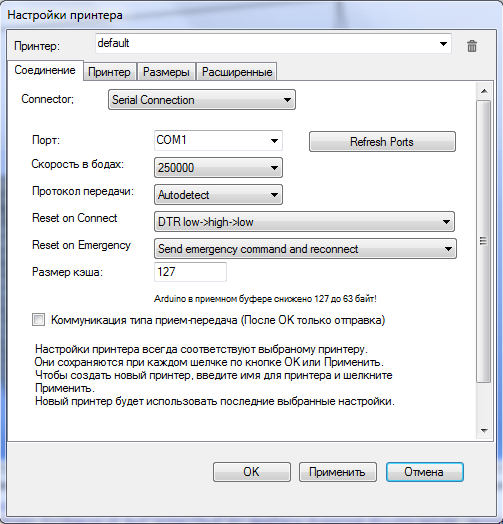 Настройки принтера
Принтер: default
Соединение Принтер Размеры Расширенные
Connector; Serial Connection
Порт: COM1 Refresh Ports
Скорость в бодах: 250000
Протокол передачи: Autodetect
Reset on Connect DTR low->high->low
Reset on Emergency Send emergency command and reconnect
Размер кэша: 127
Arduino в приемном буфере снижено 127 до 63 байт!
Коммуникация типа прием-передача (После ОК только отправка)
Настройки принтера всегда соответствуют выбраному принтеру.
Они сохраняются при каждом шелчке по кнопке ОК или Применить.
Чтобы создать новый принтер, введите имя для принтера и шелкните
Применить.
Новый принтер будет использовать последние выбранные настройки.
ОК Применить Отмена